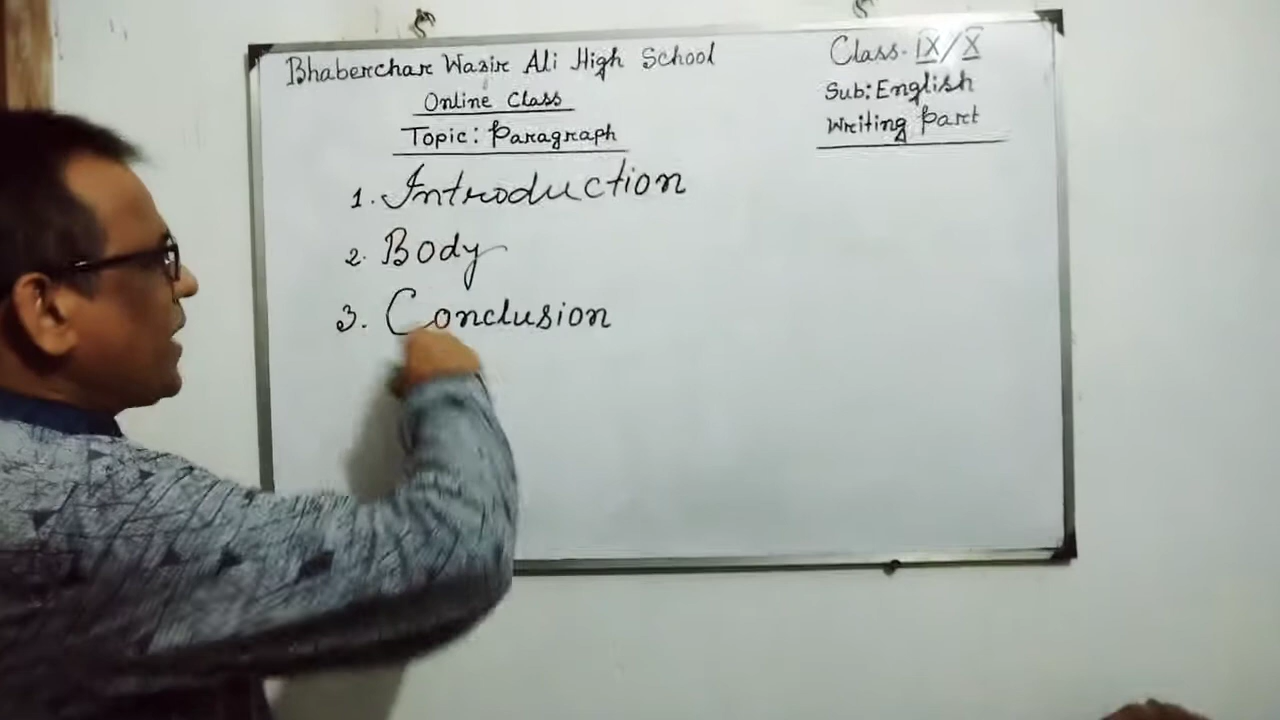 Bhaberchar Wazir Ali High School
Online Class
Topic: Paragraph
Class- IX/X
Sub: English
Writing Part
1. Introduction
2. Body
3. Conclusion